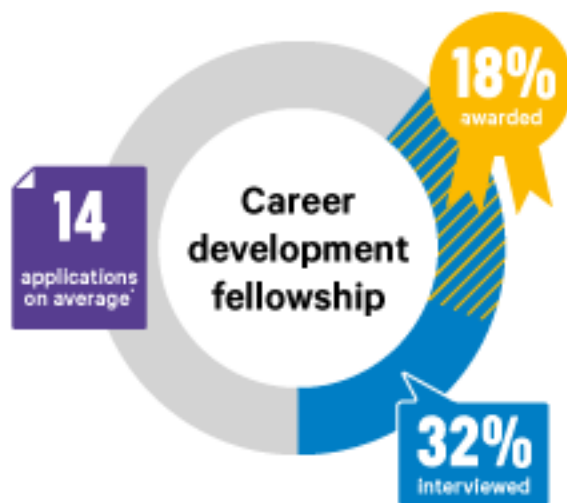 18%
awarded
14
applications
on average*
Career
development
fellowship
32%
interviewed